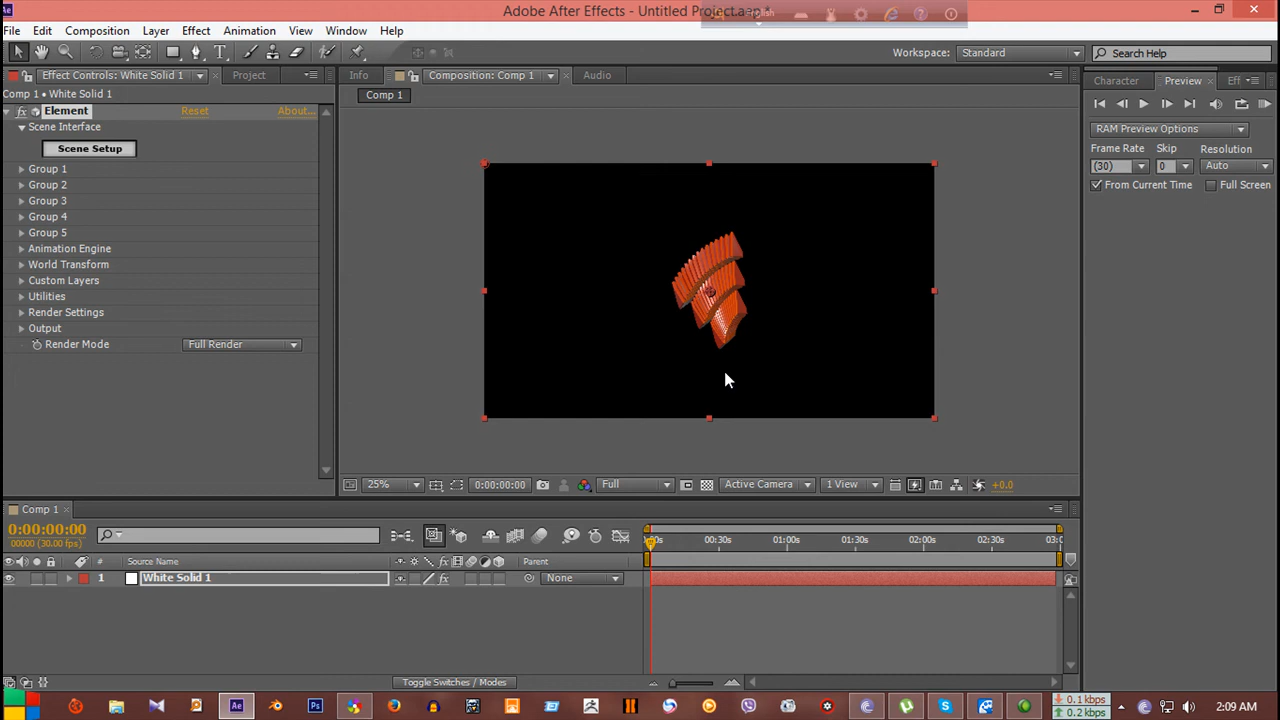 Adobe After Effects - Untitled Project.aep *
English
File Edit Composition Layer Effect Animation View Window Help
Workspace: Standard
Search Help
Effect Controls: White Solid 1
Project
Info
Composition: Comp 1
Audio
Character
Preview
Comp 1 • White Solid 1
Comp 1
Element
Reset
About...
Scene Interface
Scene Setup
Group 1
Group 2
Group 3
Group 4
Group 5
Animation Engine
World Transform
Custom Layers
Utilities
Render Settings
Output
Render Mode
Full Render
RAM Preview Options
Frame Rate Skip Resolution
(30) 0 Auto
From Current Time
Full Screen
25%
0:00:00:00
Full
Active Camera
1 View
+0.0
Comp 1
0:00:00:00
00000 (30.00 fps)
00:30s 01:00s 01:30s 02:00s 02:30s
# Source Name
Parent
1 White Solid 1
None
Toggle Switches / Modes
0.1 kbps
0.2 kbps
2:09 AM